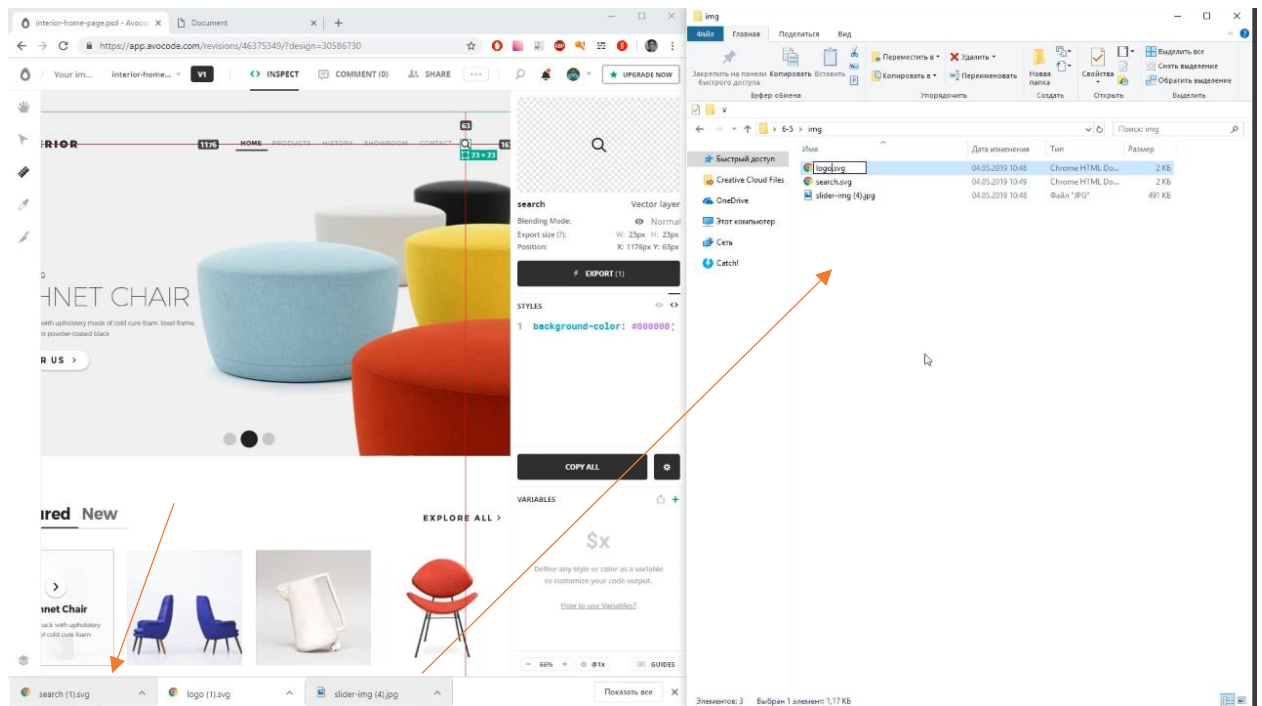 interior-home-page.psd - Avoco
Document
https://app.avocode.com/revisions/46375349/?design=30586730
Your im...
interior-home...
V1
INSPECT
COMMENT (0)
SHARE
UPGRADE NOW
RIOR
1176
HOME
PRODUCTS
HISTORY
SHOWROOM
CONTACT
63
16
23 × 23
HNET CHAIR
with upholstery made of cold cure foam. Steel frame
powder coated black
R US >
ured
New
EXPLORE ALL >
nnet Chair
ack with upholstery
of cold cure foam
search
Vector layer
Blending Mode:
Normal
Export size (?):
W: 23px H: 23px
Position:
X: 1176px Y: 63px
EXPORT (1)
STYLES
1 background-color: #000000;
COPY ALL
VARIABLES
$x
Define any style or color as a variable
to customize your code output.
How to use Variables?
66%
@1x
GUIDES
search (1).svg
logo (1).svg
slider-img (4).jpg
Показать все
img
Файл
Главная
Поделиться
Вид
Закрепить на панели
быстрого доступа
Копировать
Вставить
Переместить в
Копировать в
Удалить
Переименовать
Новая
папка
Свойства
Выделить все
Снять выделение
Обратить выделение
Буфер обмена
Упорядочить
Создать
Открыть
Выделить
6-5 > img
Поиск: img
Имя
Дата изменения
Тип
Размер
Быстрый доступ
Creative Cloud Files
OneDrive
Этот компьютер
Сеть
Catch!
logo.svg
04.05.2019 10:48
Chrome HTML Do...
2 КБ
search.svg
04.05.2019 10:49
Chrome HTML Do...
2 КБ
slider-img (4).jpg
04.05.2019 10:48
Файл "JPG"
491 КБ
Элементов: 3
Выбран 1 элемент: 1,17 КБ